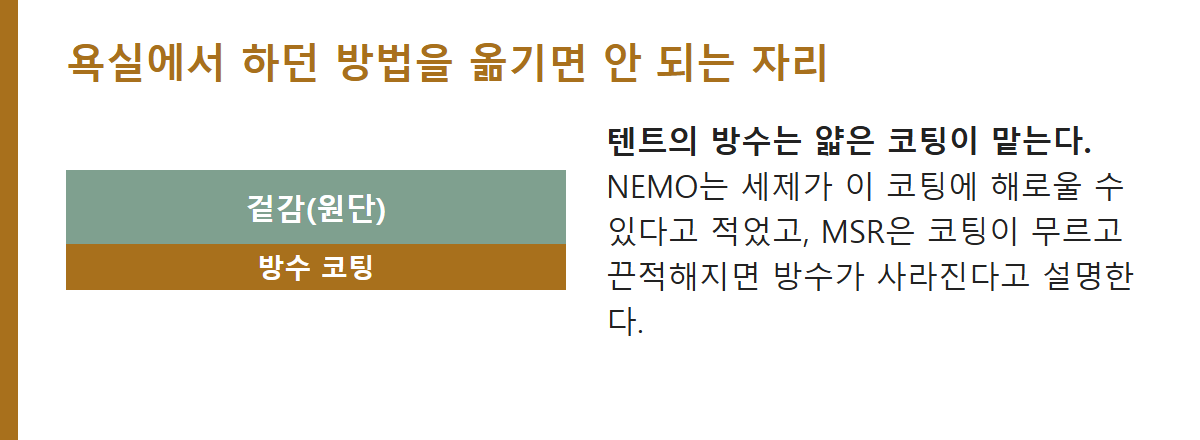 욕실에서 하던 방법을 옮기면 안 되는 자리
겉감(원단)
방수 코팅
텐트의 방수는 얇은 코팅이 맡는다.
NEMO는 세제가 이 코팅에 해로울 수
있다고 적었고, MSR은 코팅이 무르고
끈적해지면 방수가 사라진다고 설명한
다.